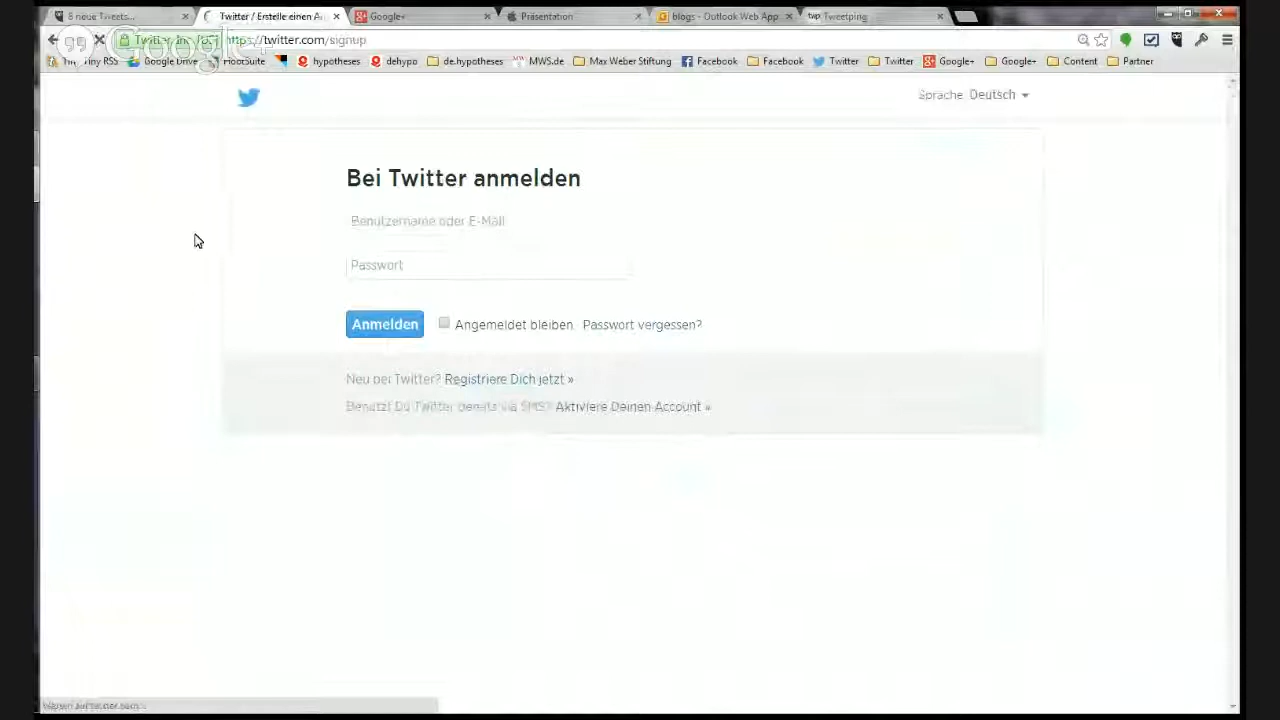 8 neue Tweets...
Twitter / Erstelle einen A
Google+
Präsentation
blogs - Outlook Web App
Tweetping
https://twitter.com/signup
Google+
Tiny RSS
Google Drive
HootSuite
hypotheses
dehypo
de.hypotheses
MWS.de
Max Weber Stiftung
Facebook
Facebook
Twitter
Twitter
Google+
Google+
Content
Partner
Sprache: Deutsch
Bei Twitter anmelden
Benutzername oder E-Mail
Passwort
Anmelden
Angemeldet bleiben
Passwort vergessen?
Neu bei Twitter? Registriere Dich jetzt »
Benutzt Du Twitter bereits via SMS? Aktiviere Deinen Account »